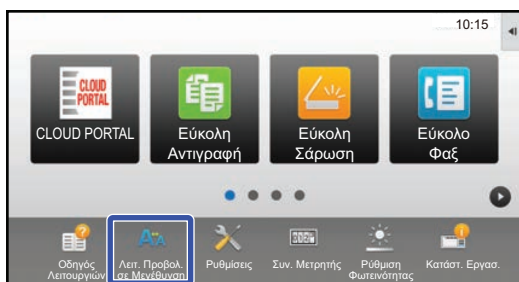 10:15
CLOUD
PORTAL
CLOUD PORTAL
Εύκολη
Αντιγραφή
Εύκολη
Σάρωση
Εύκολο
Φαξ
Οδηγός
Λειτουργιών
Λειτ. Προβολ.
σε Μεγέθυνση
Ρυθμίσεις
Συν. Μετρητής
Ρύθμιση
Φωτεινότητας
Κατάστ. Εργασ.